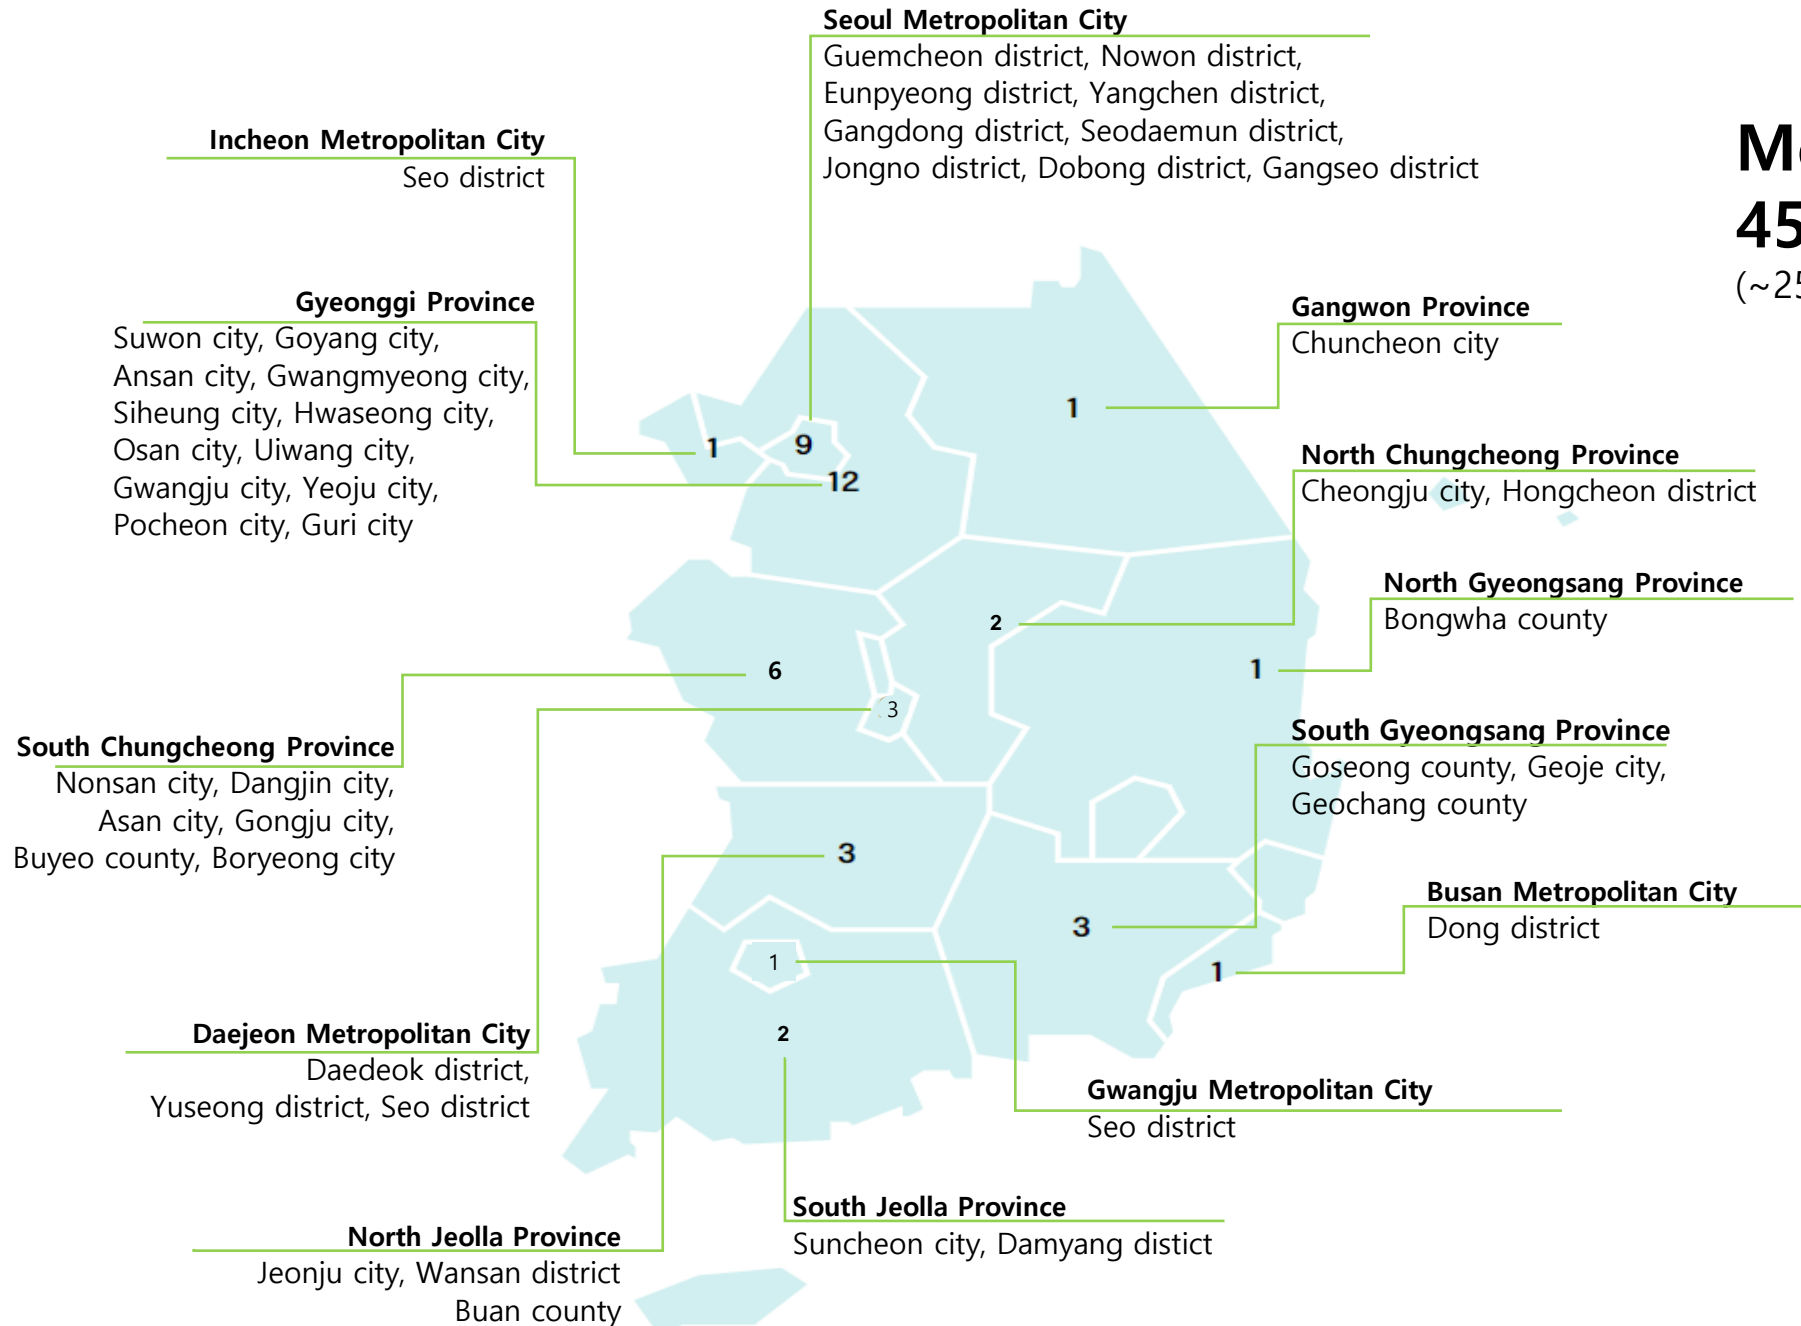 Seoul Metropolitan City
Guemcheon district, Nowon district,
Eunpyeong district, Yangchen district,
Gangdong district, Seodaemun district,
Jongno district, Dobong district, Gangseo district
Incheon Metropolitan City
Seo district
45
Gyeonggi Province
Suwon city, Goyang city,
Ansan city, Gwangmyeong city,
Siheung city, Hwaseong city,
Osan city, Uiwang city,
Gwangju city, Yeoju city,
Pocheon city, Guri city
Gangwon Province
Chuncheon city
1
1
9
12
North Chungcheong Province
Cheongju city, Hongcheon district
North Gyeongsang Province
Bongwha county
2
1
6
3
South Chungcheong Province
Nonsan city, Dangjin city,
Asan city, Gongju city,
Buyeo county, Boryeong city
South Gyeongsang Province
Goseong county, Geoje city,
Geochang county
3
3
1
1
2
Busan Metropolitan City
Dong district
Daejeon Metropolitan City
Daedeok district,
Yuseong district, Seo district
Gwangju Metropolitan City
Seo district
South Jeolla Province
Suncheon city, Damyang distict
North Jeolla Province
Jeonju city, Wansan district
Buan county